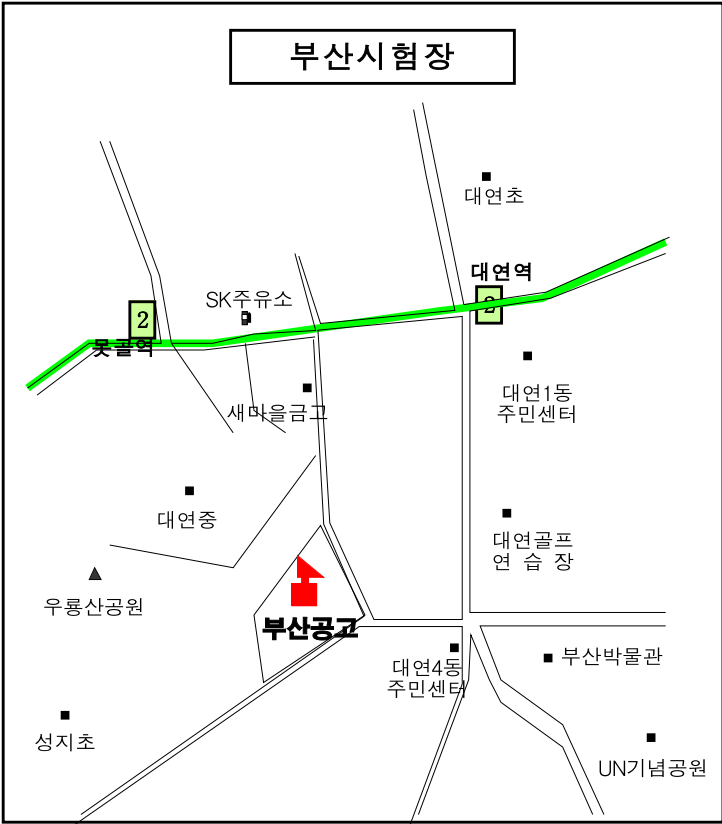 부산시험장
대연초
대연역
2
SK주유소
2
못골역
새마을금고
대연1동
주민센터
대연중
대연골프
연 습 장
우룡산공원
부산공고
대연4동
주민센터
부산박물관
성지초
UN기념공원